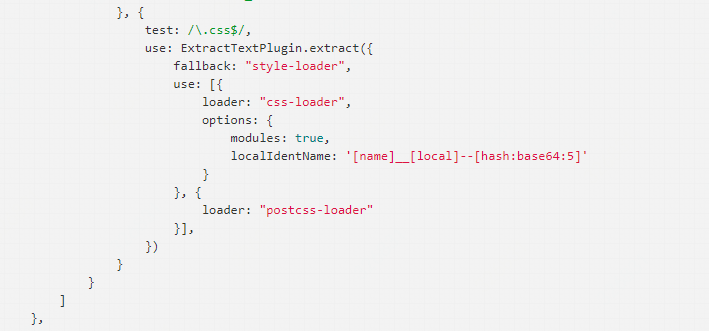 }, {
test: /\.css$/,
use: ExtractTextPlugin.extract({
fallback: "style-loader",
use: [{
loader: "css-loader",
options: {
modules: true,
localIdentName: '[name]__[local]--[hash:base64:5]'
}
}, {
loader: "postcss-loader"
}],
})
}
}
]
},